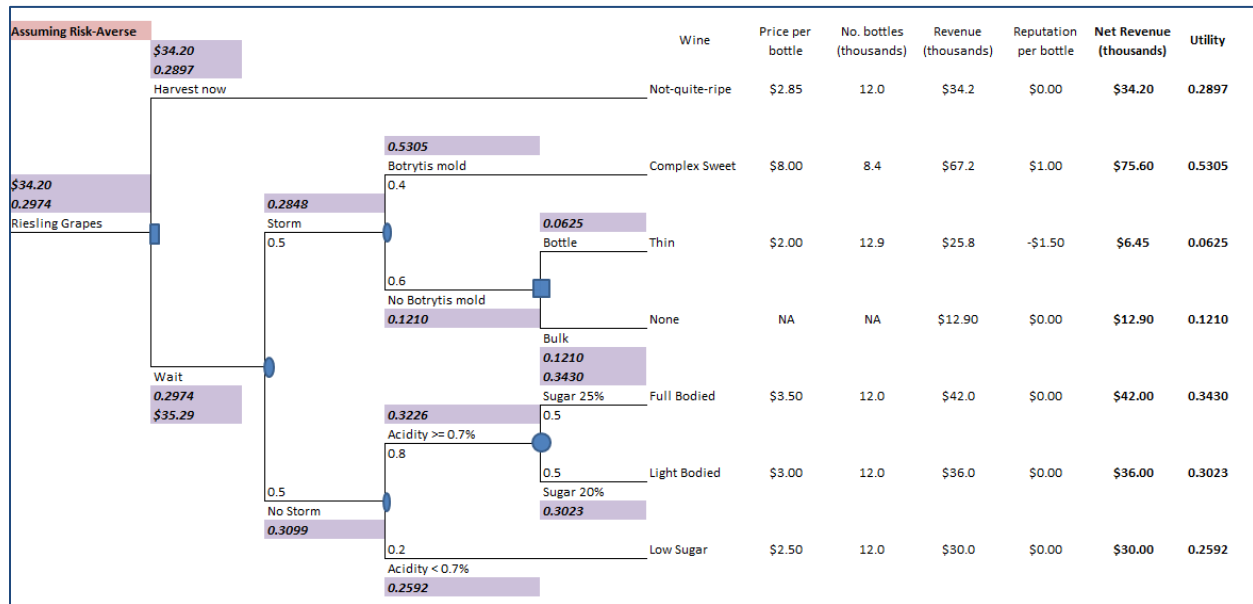 Assuming Risk-Averse
Wine Price per bottle No. bottles (thousands) Revenue (thousands) Reputation per bottle Net Revenue (thousands) Utility
$34.20
0.2897
Harvest now
Not-quite-ripe $2.85 12.0 $34.2 $0.00 $34.20 0.2897
0.5305
Botrytis mold
Complex Sweet $8.00 8.4 $67.2 $1.00 $75.60 0.5305
0.4
$34.20
0.2974
Riesling Grapes
0.2848
Storm
0.5
0.0625
Bottle
Thin $2.00 12.9 $25.8 -$1.50 $6.45 0.0625
0.6
No Botrytis mold
0.1210
None NA NA $12.90 $0.00 $12.90 0.1210
Bulk
0.1210
Wait
0.2974
$35.29
0.3430
Sugar 25%
Full Bodied $3.50 12.0 $42.0 $0.00 $42.00 0.3430
0.5
0.3226
Acidity >= 0.7%
0.8
0.5
Light Bodied $3.00 12.0 $36.0 $0.00 $36.00 0.3023
Sugar 20%
0.3023
0.5
No Storm
0.3099
0.2
Low Sugar $2.50 12.0 $30.0 $0.00 $30.00 0.2592
Acidity < 0.7%
0.2592